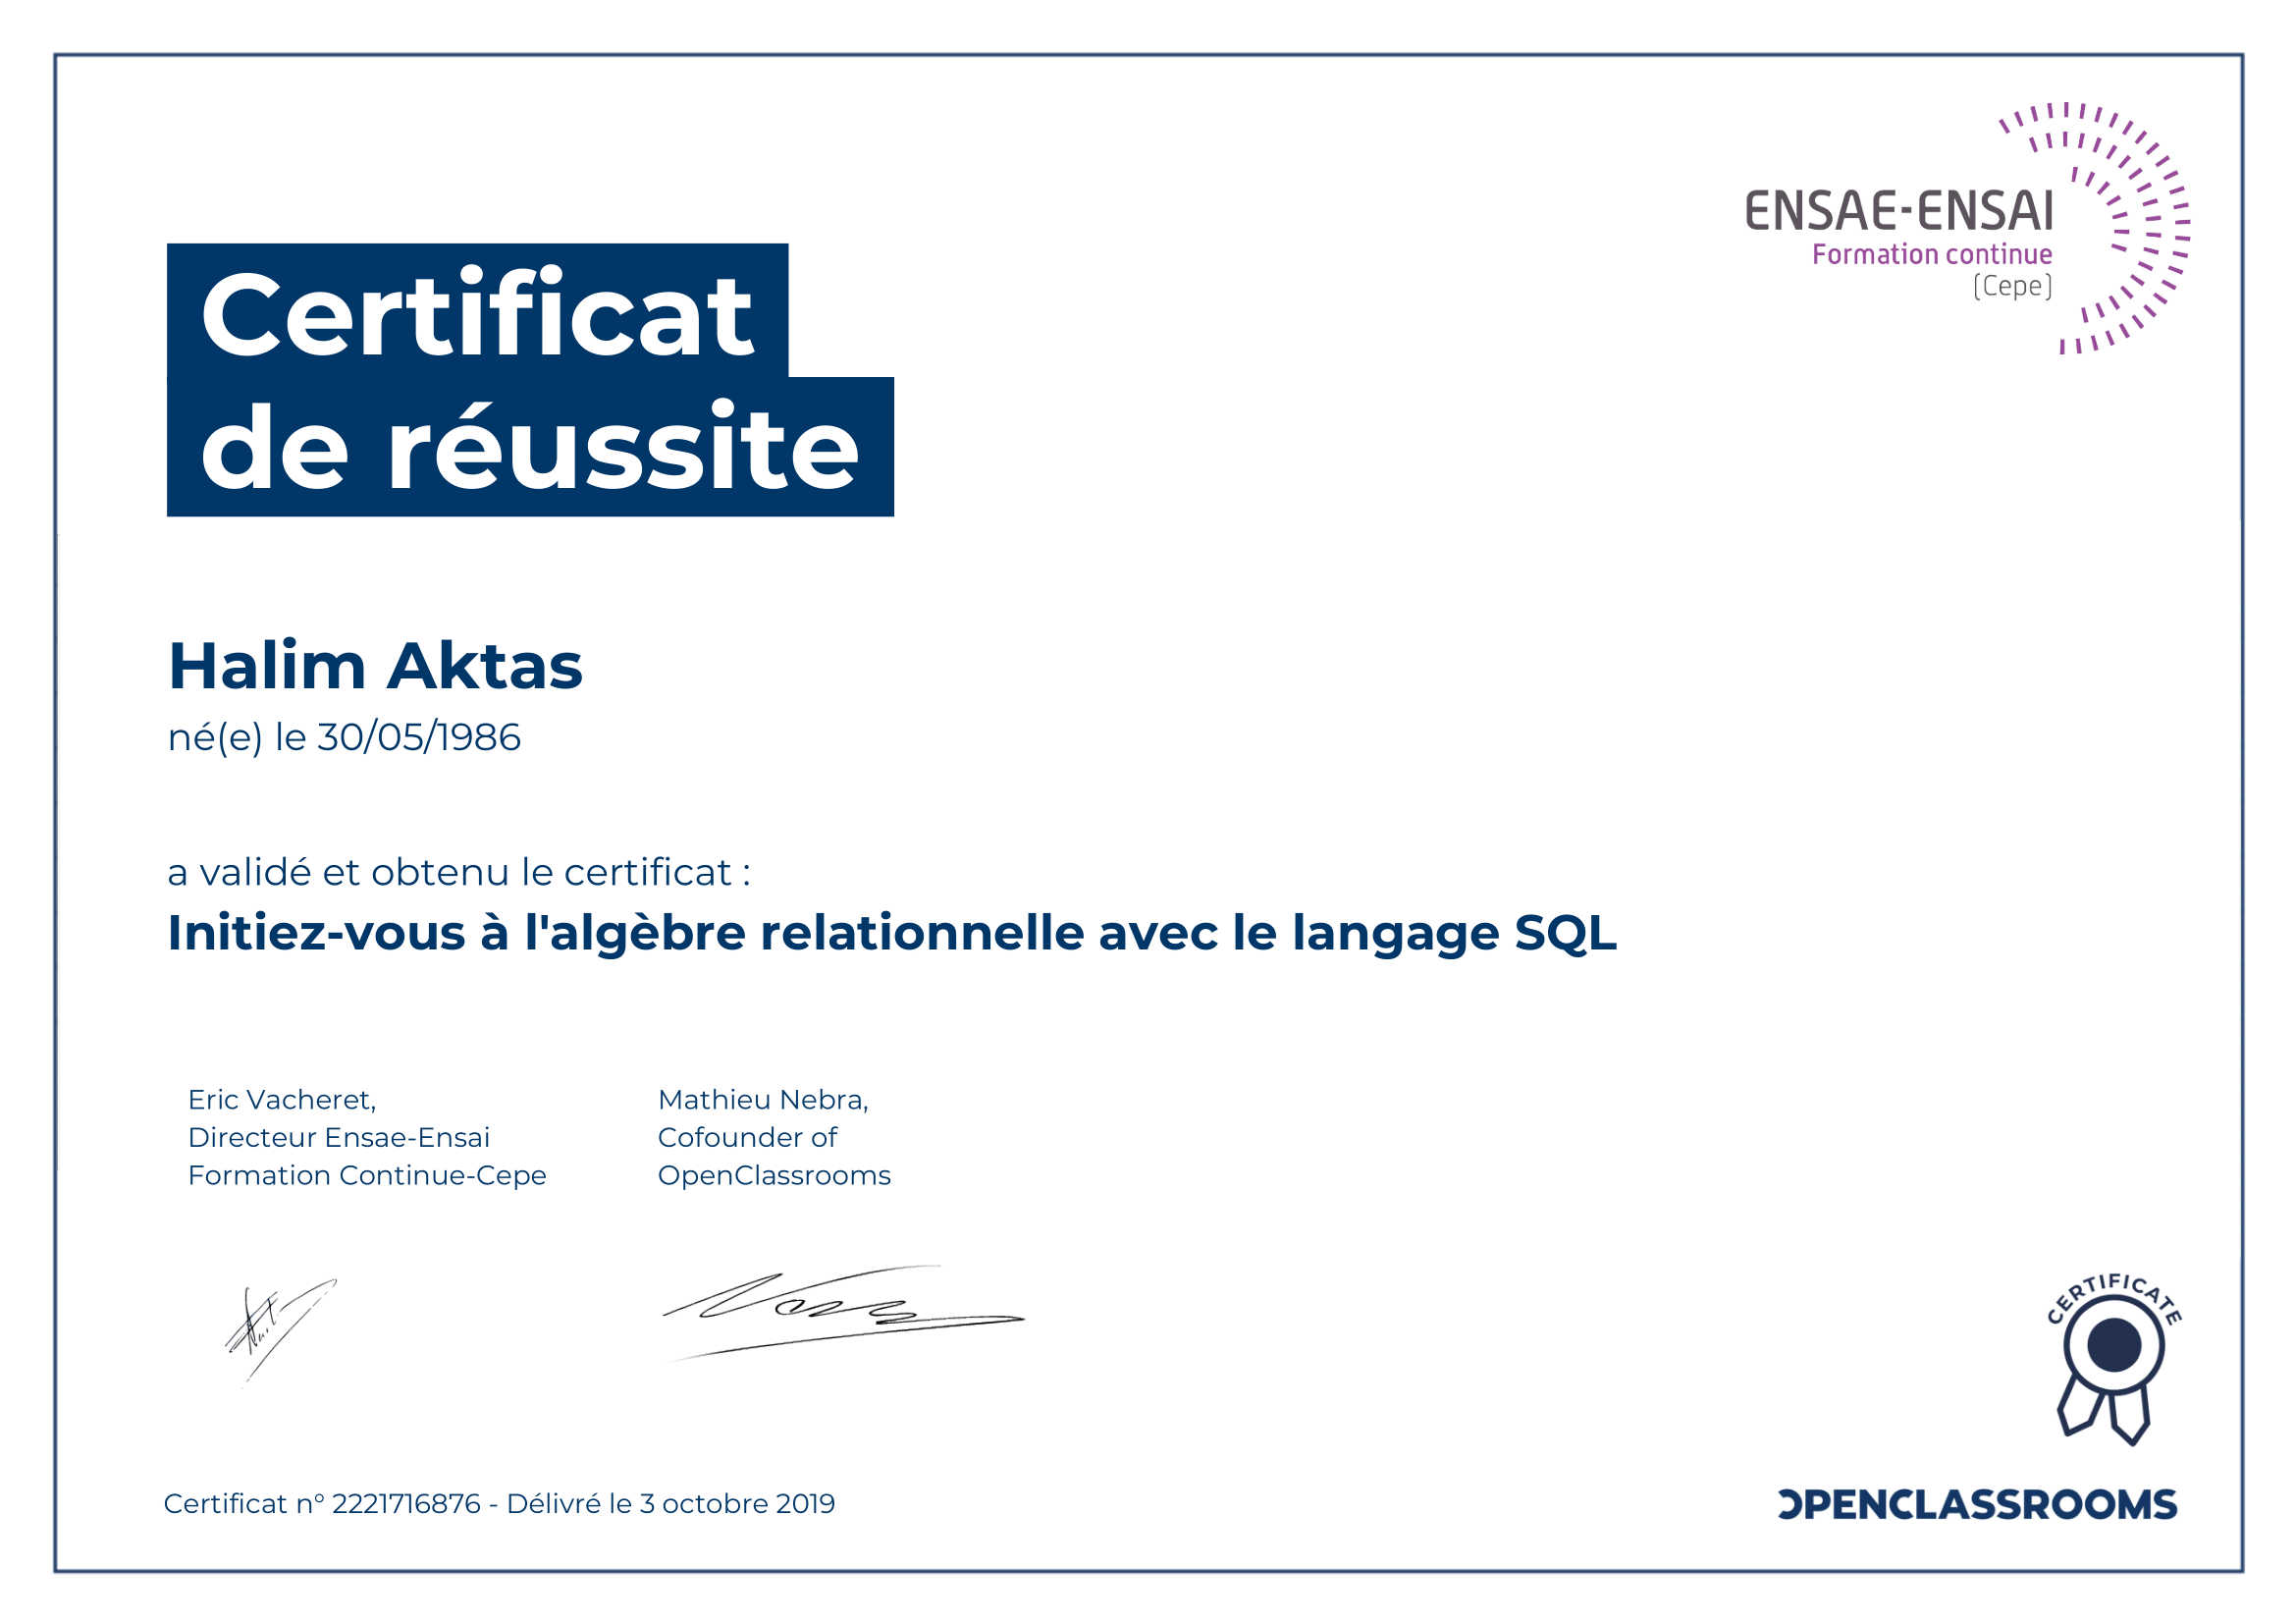 ENSAE-ENSAI
Formation continue
[Cepe]
Certificat
de réussite
Halim Aktas
né(e) le 30/05/1986
a validé et obtenu le certificat :
Initiez-vous à l'algèbre relationnelle avec le langage SQL
Eric Vacheret,
Directeur Ensae-Ensai
Formation Continue-Cepe
Mathieu Nebra,
Cofounder of
OpenClassrooms
CERTIFICATE
Certificat n° 2221716876 - Délivré le 3 octobre 2019
OPENCLASSROOMS